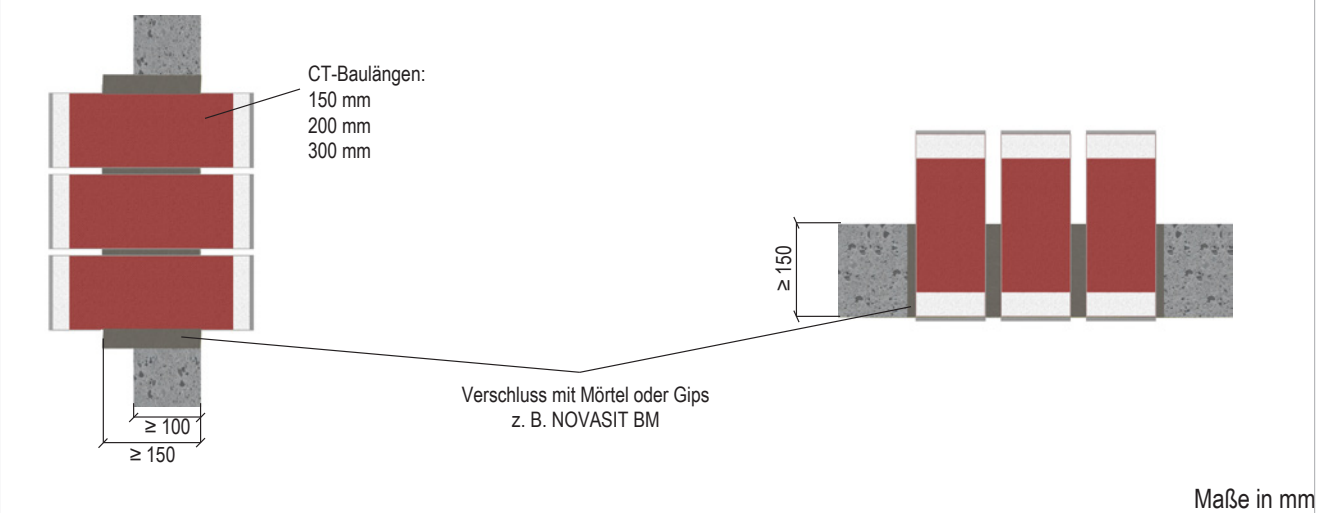 CT-Baulängen:
150 mm
200 mm
300 mm
≥ 150
Verschluss mit Mörtel oder Gips
z. B. NOVASIT BM
≥ 100
≥ 150
Maße in mm